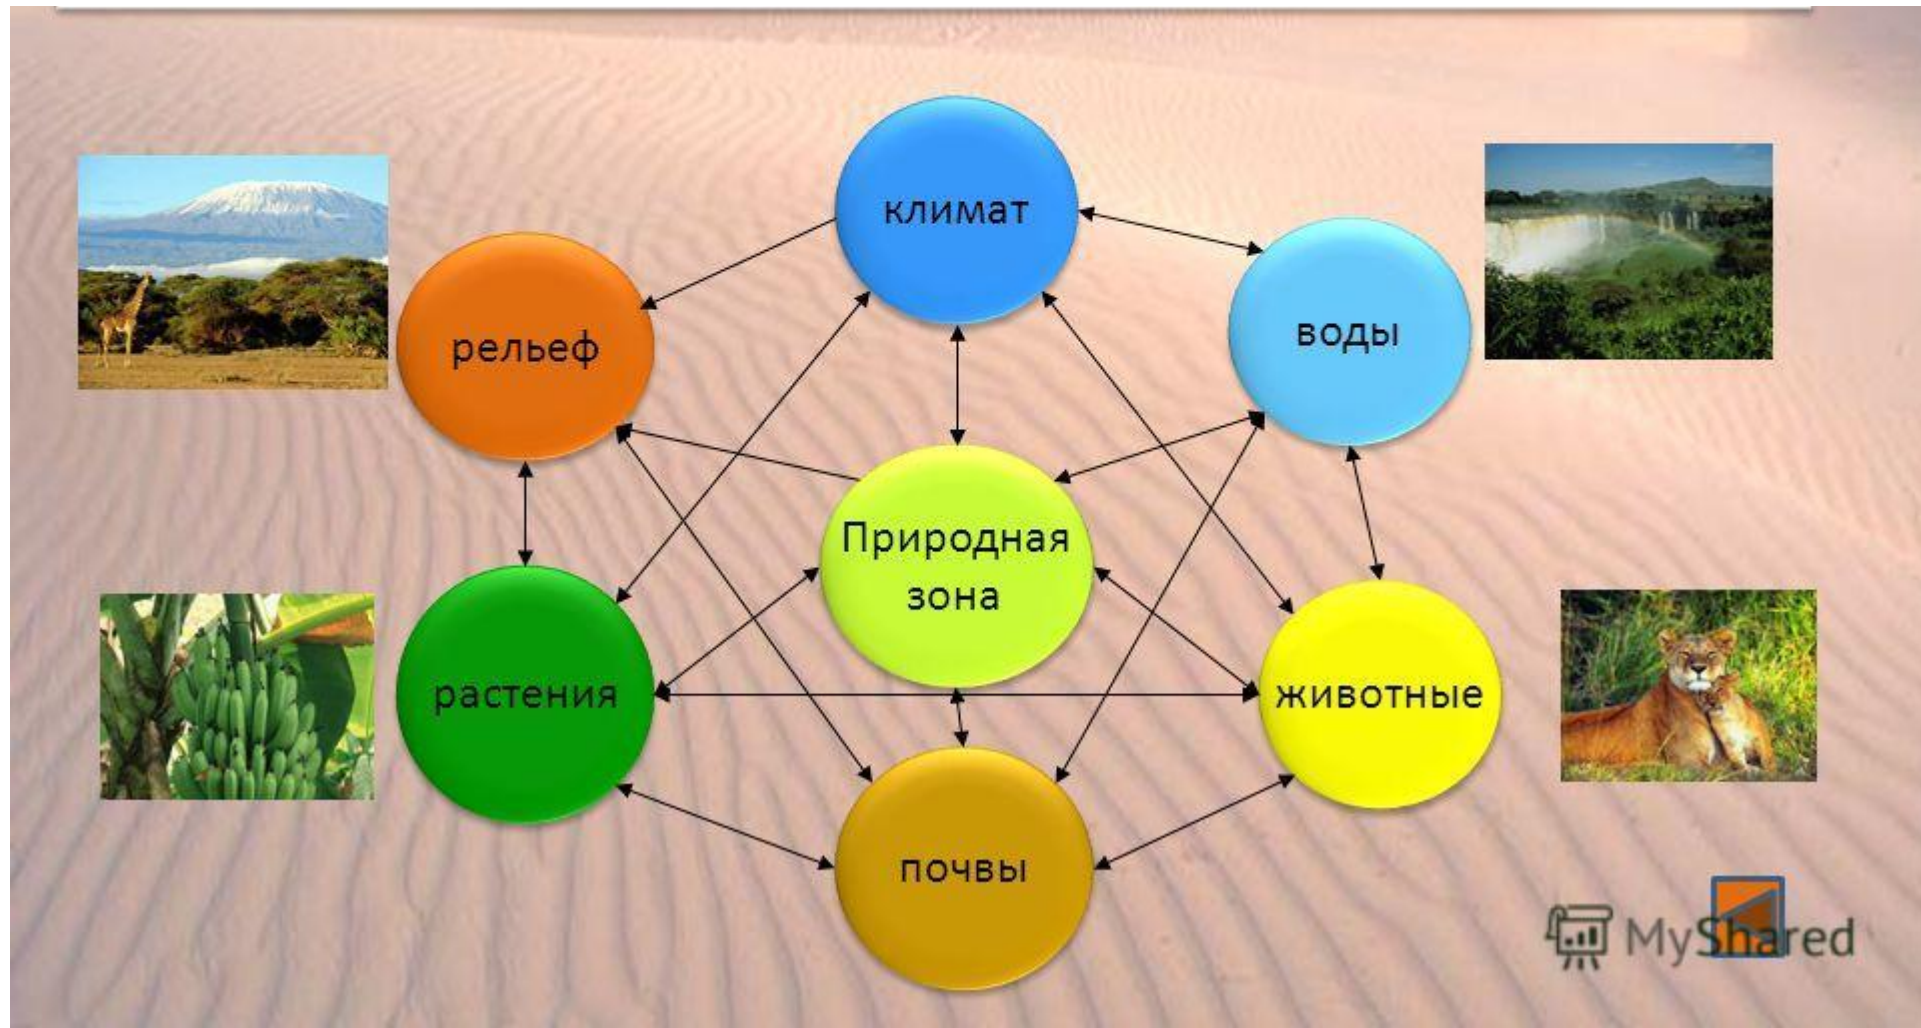 климат
воды
рельеф
Природная
зона
растения
животные
почвы
MyShared